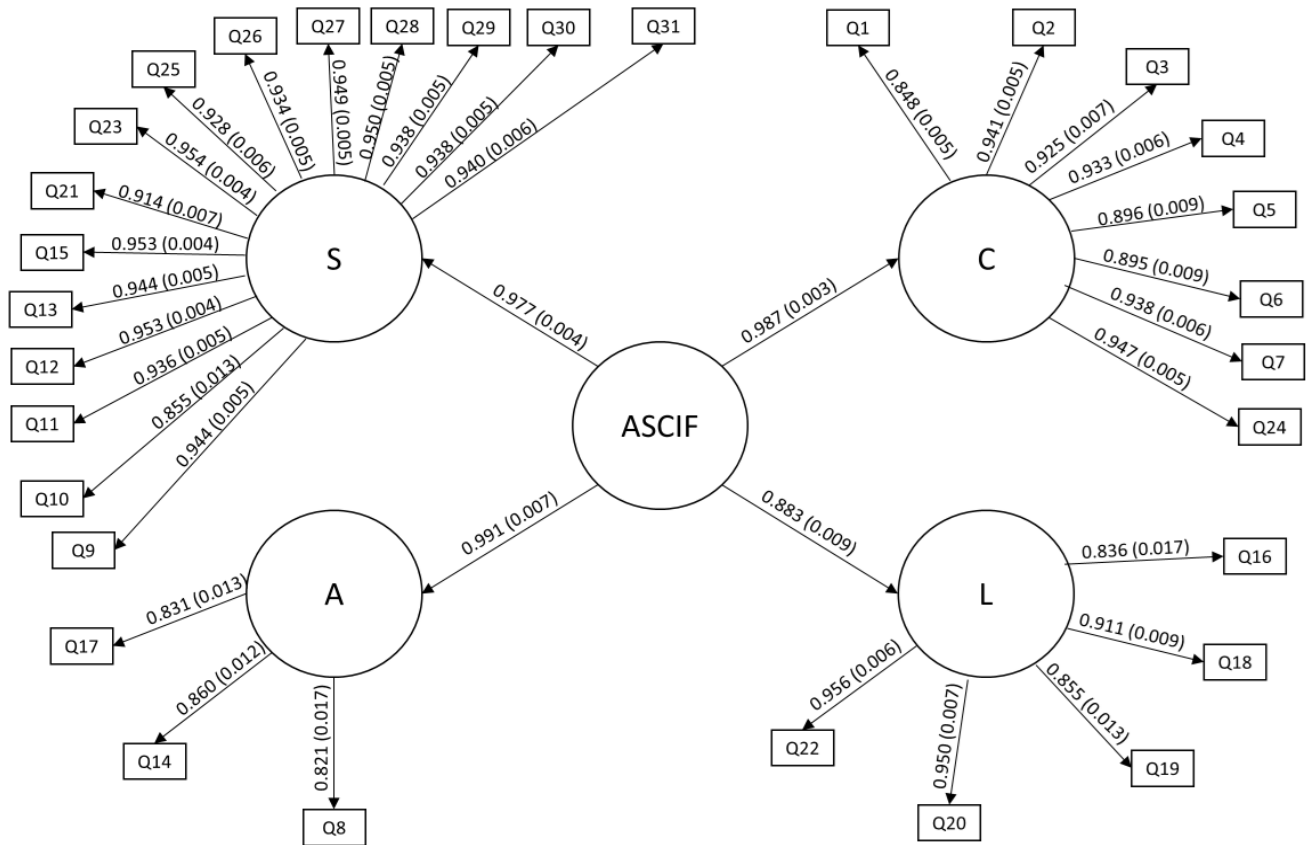 Q26
Q27
Q28
Q29
Q30
Q31
Q25
Q23
Q21
Q15
Q13
Q12
Q11
Q10
Q9
0.934 (0.005)
0.949 (0.005)
0.950 (0.005)
0.938 (0.005)
0.938 (0.005)
0.940 (0.006)
0.928 (0.006)
0.954 (0.004)
0.914 (0.007)
0.953 (0.004)
0.944 (0.005)
0.953 (0.004)
0.936 (0.005)
0.855 (0.013)
0.944 (0.005)
S
Q1
Q2
Q3
Q4
Q5
Q6
Q7
Q24
0.848 (0.005)
0.941 (0.005)
0.925 (0.007)
0.933 (0.006)
0.896 (0.009)
0.895 (0.009)
0.938 (0.006)
0.947 (0.005)
C
0.977 (0.004)
0.987 (0.003)
ASCIF
0.991 (0.007)
0.883 (0.009)
A
0.831 (0.013)
0.860 (0.012)
0.821 (0.017)
Q17
Q14
Q8
L
0.836 (0.017)
0.911 (0.009)
0.855 (0.013)
0.950 (0.007)
0.956 (0.006)
Q16
Q18
Q19
Q20
Q22